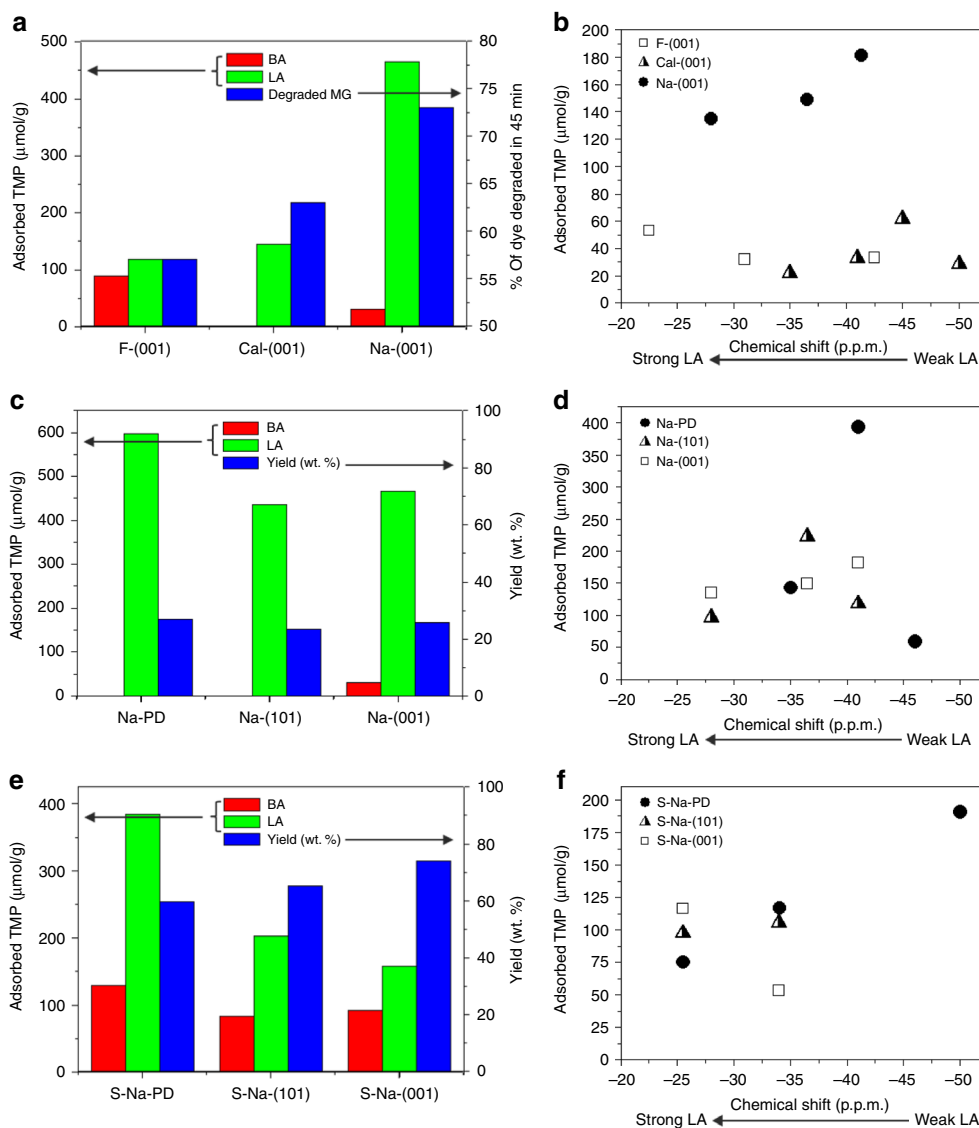 a
500
400
300
200
100
0
Adsorbed TMP (μmol/g)
BA
LA
Degraded MG
80
75
70
65
60
55
50
% Of dye degraded in 45 min
F-(001) Cal-(001) Na-(001)
b
200
180
160
140
120
100
80
60
40
20
0
Adsorbed TMP (μmol/g)
F-(001)
Cal-(001)
Na-(001)
–20 –25 –30 –35 –40 –45 –50
Chemical shift (p.p.m.)
Strong LA Weak LA
c
600
500
400
300
200
100
0
Adsorbed TMP (μmol/g)
BA
LA
Yield (wt. %)
100
80
60
40
20
0
Yield (wt. %)
Na-PD Na-(101) Na-(001)
d
400
350
300
250
200
150
100
50
0
Adsorbed TMP (μmol/g)
Na-PD
Na-(101)
Na-(001)
–20 –25 –30 –35 –40 –45 –50
Chemical shift (p.p.m.)
Strong LA Weak LA
e
400
300
200
100
0
Adsorbed TMP (μmol/g)
BA
LA
Yield (wt. %)
100
80
60
40
20
0
Yield (wt. %)
S-Na-PD S-Na-(101) S-Na-(001)
f
200
175
150
125
100
75
50
25
0
Adsorbed TMP (μmol/g)
S-Na-PD
S-Na-(101)
S-Na-(001)
–20 –25 –30 –35 –40 –45 –50
Chemical shift (p.p.m.)
Strong LA Weak LA